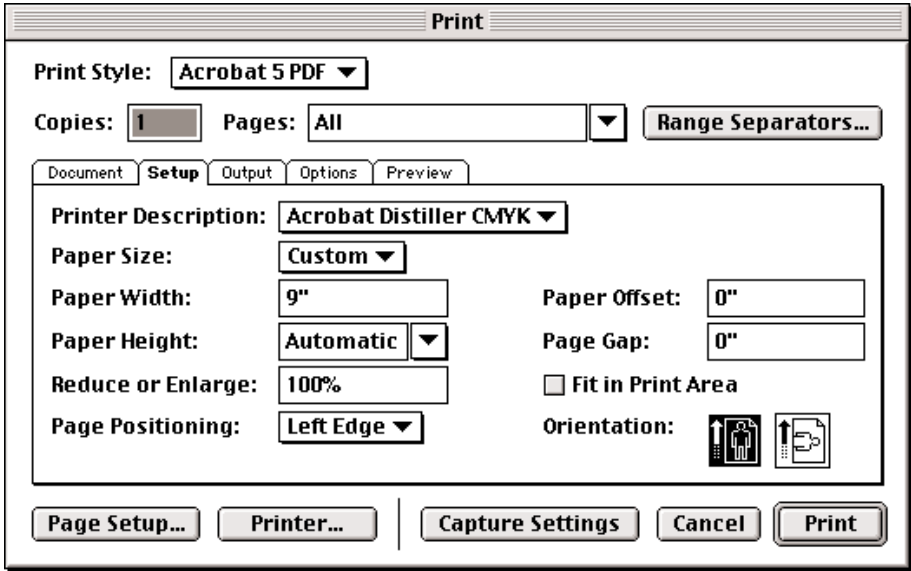 Print
Print Style: Acrobat 5 PDF
Copies: 1 Pages: All Range Separators...
Document Setup Output Options Preview
Printer Description: Acrobat Distiller CMYK
Paper Size: Custom
Paper Width: 9" Paper Offset: 0"
Paper Height: Automatic Page Gap: 0"
Reduce or Enlarge: 100% Fit in Print Area
Page Positioning: Left Edge Orientation:
Page Setup... Printer... Capture Settings Cancel Print